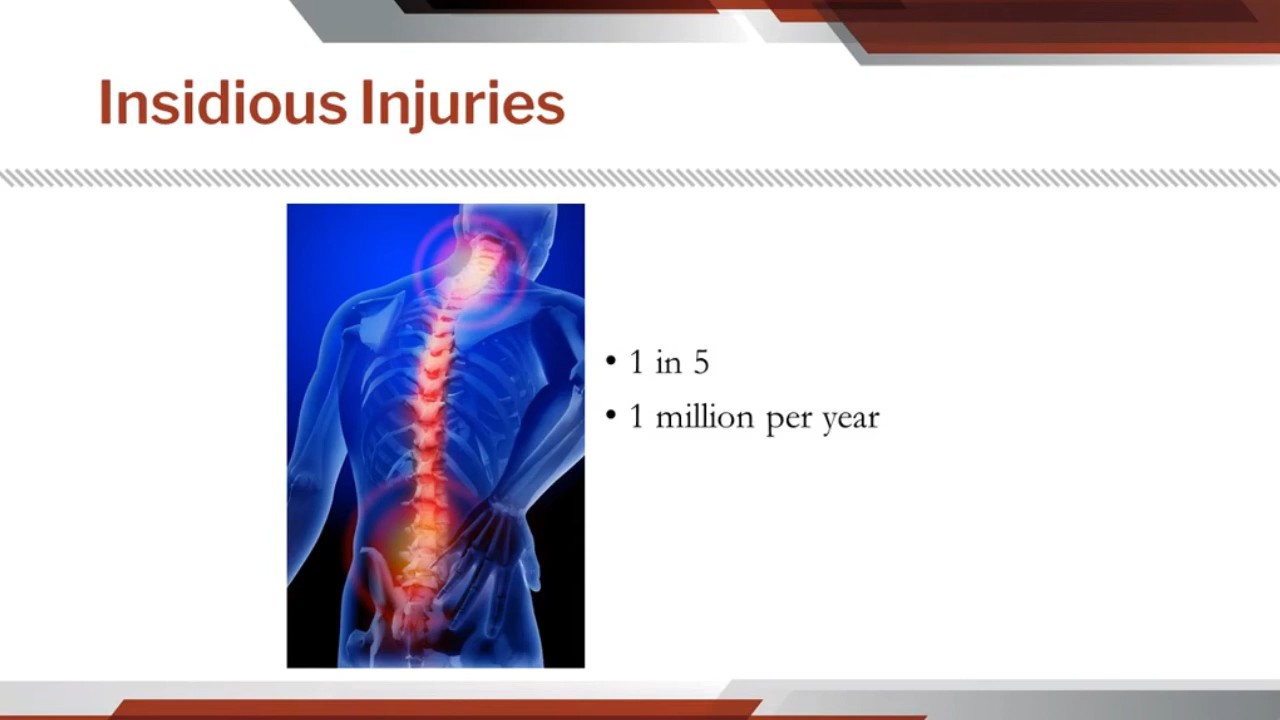 Insidious Injuries
• 1 in 5
• 1 million per year